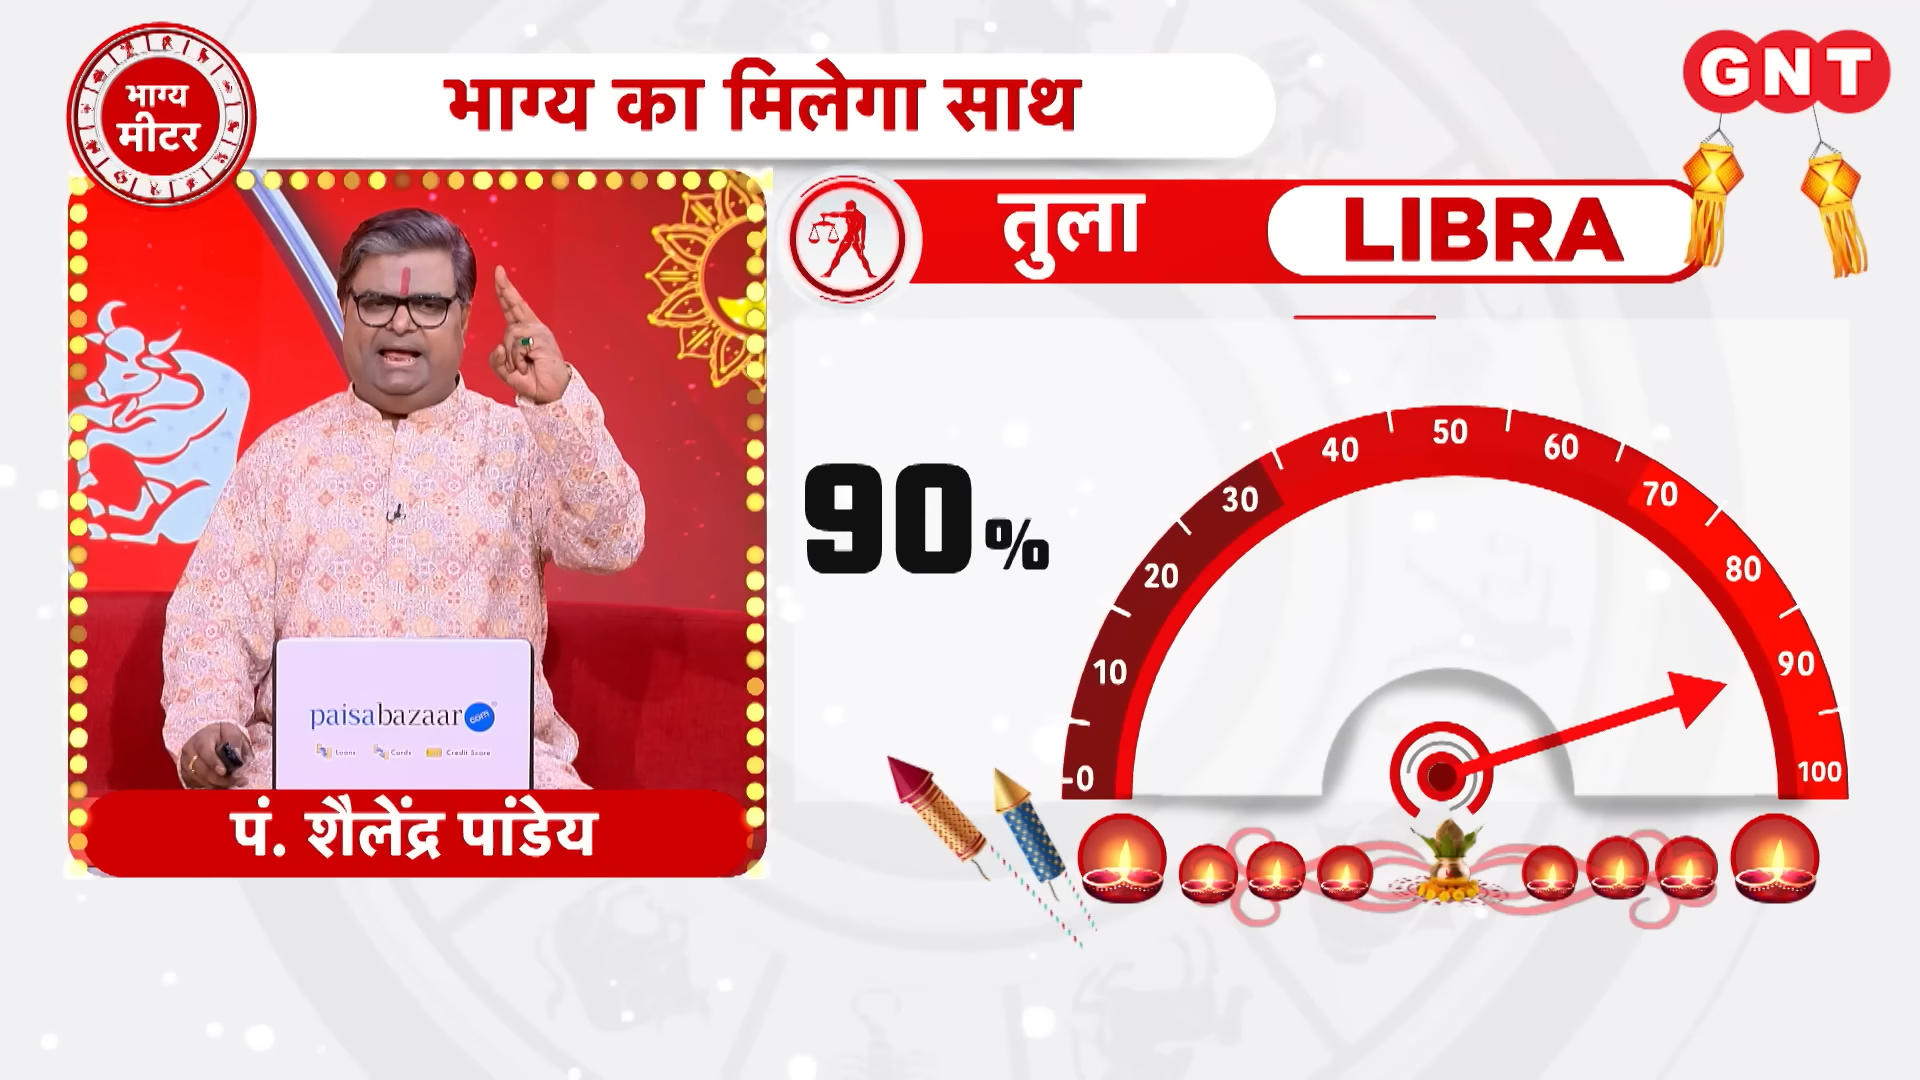 भाग्य
मीटर
भाग्य का मिलेगा साथ
GNT
तुला
LIBRA
90%
0
10
20
30
40
50
60
70
80
90
100
paisabazaar.com
Loans Cards Credit Score
पं. शैलेंद्र पांडेय